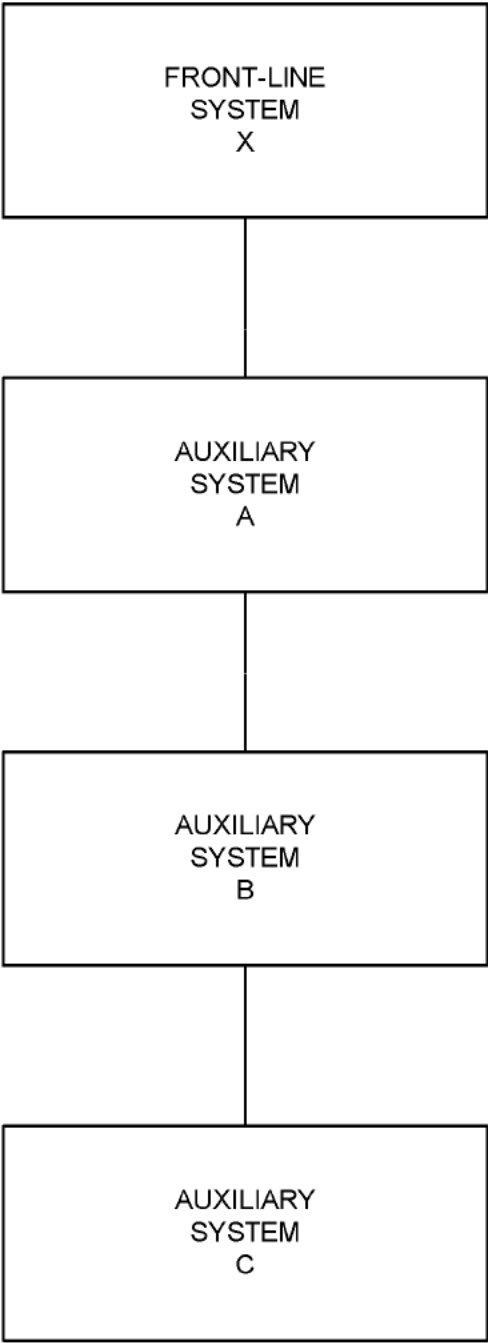 FRONT-LINE
SYSTEM
X
AUXILIARY
SYSTEM
A
AUXILIARY
SYSTEM
B
AUXILIARY
SYSTEM
C